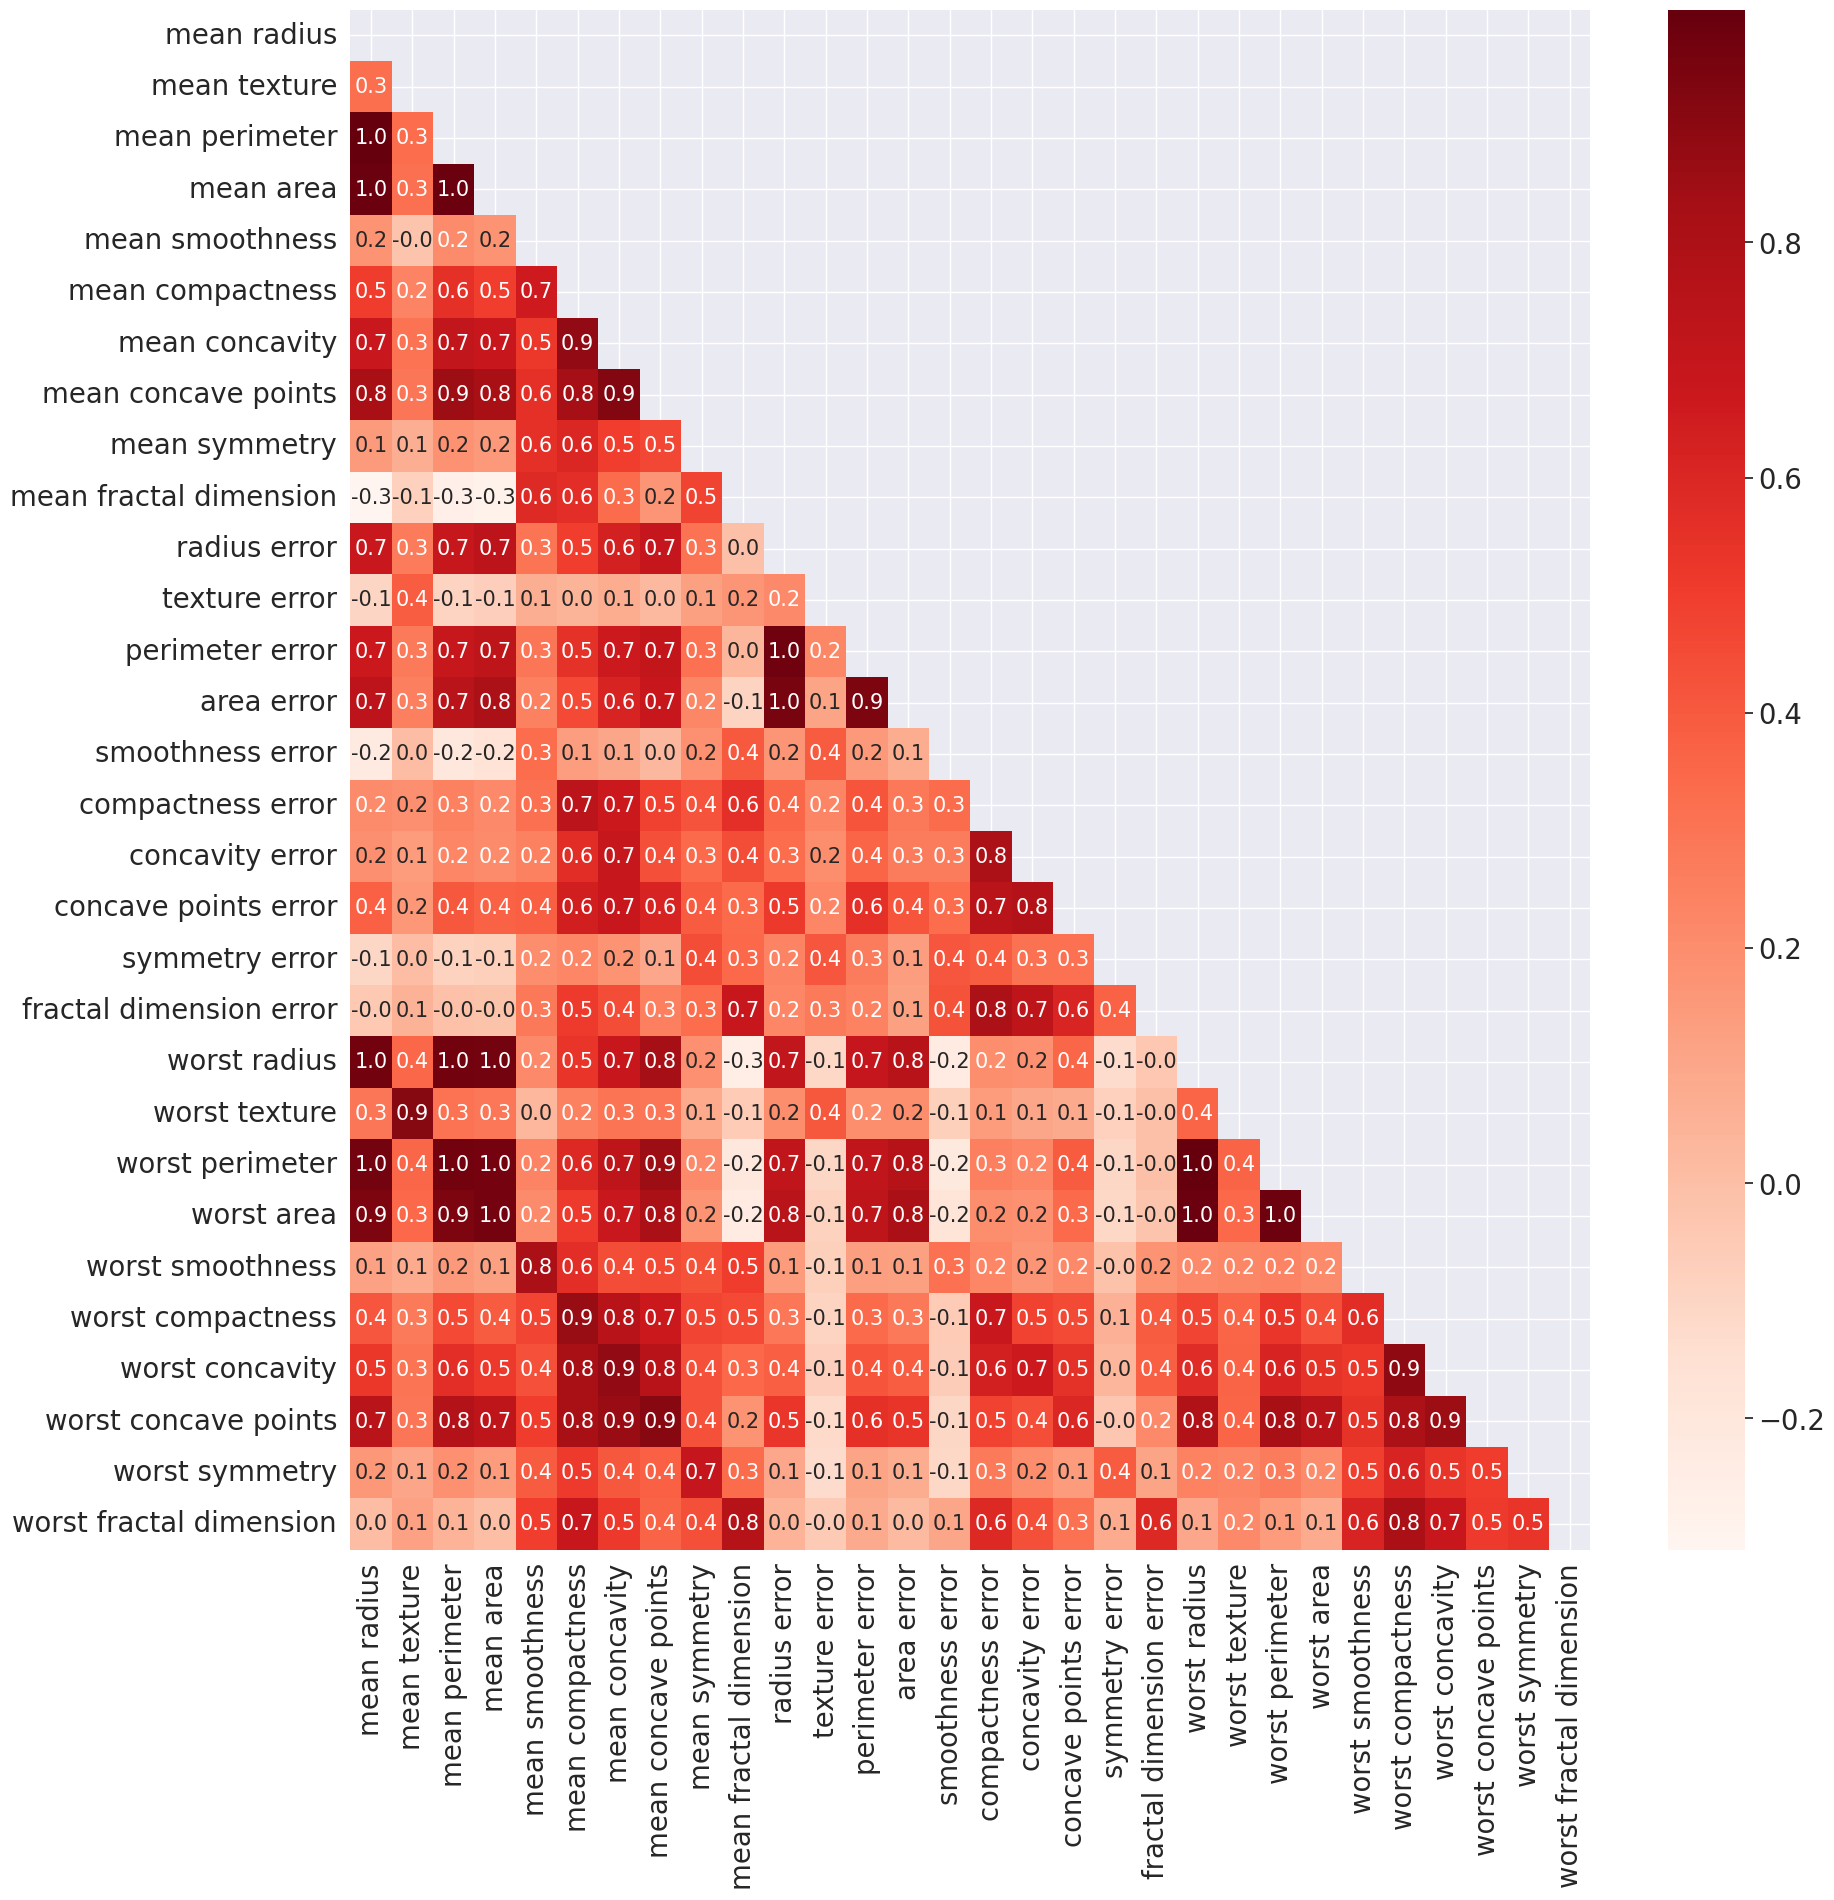 mean radius
mean texture 0.3
mean perimeter 1.0 0.3
mean area 1.0 0.3 1.0
mean smoothness 0.2 -0.0 0.2 0.2
mean compactness 0.5 0.2 0.6 0.5 0.7
mean concavity 0.7 0.3 0.7 0.7 0.5 0.9
mean concave points 0.8 0.3 0.9 0.8 0.6 0.8 0.9
mean symmetry 0.1 0.1 0.2 0.2 0.6 0.6 0.5 0.5
mean fractal dimension -0.3 -0.1 -0.3 -0.3 0.6 0.6 0.3 0.2 0.5
radius error 0.7 0.3 0.7 0.7 0.3 0.5 0.6 0.7 0.3 0.0
texture error -0.1 0.4 -0.1 -0.1 0.1 0.0 0.1 0.0 0.1 0.2 0.2
perimeter error 0.7 0.3 0.7 0.7 0.3 0.5 0.7 0.7 0.3 0.0 1.0 0.2
area error 0.7 0.3 0.7 0.8 0.2 0.5 0.6 0.7 0.2 -0.1 1.0 0.1 0.9
smoothness error -0.2 0.0 -0.2 -0.2 0.3 0.1 0.1 0.0 0.2 0.4 0.2 0.4 0.2 0.1
compactness error 0.2 0.2 0.3 0.2 0.3 0.7 0.7 0.5 0.4 0.6 0.4 0.2 0.4 0.3 0.3
concavity error 0.2 0.1 0.2 0.2 0.2 0.6 0.7 0.4 0.3 0.4 0.3 0.2 0.4 0.3 0.3 0.8
concave points error 0.4 0.2 0.4 0.4 0.4 0.6 0.7 0.6 0.4 0.3 0.5 0.2 0.6 0.4 0.3 0.7 0.8
symmetry error -0.1 0.0 -0.1 -0.1 0.2 0.2 0.2 0.1 0.4 0.3 0.2 0.4 0.3 0.1 0.4 0.4 0.3 0.3
fractal dimension error -0.0 0.1 -0.0 -0.0 0.3 0.5 0.4 0.3 0.3 0.7 0.2 0.3 0.2 0.1 0.4 0.8 0.7 0.6 0.4
worst radius 1.0 0.4 1.0 1.0 0.2 0.5 0.7 0.8 0.2 -0.3 0.7 -0.1 0.7 0.8 -0.2 0.2 0.2 0.4 -0.1 -0.0
worst texture 0.3 0.9 0.3 0.3 0.0 0.2 0.3 0.3 0.1 -0.1 0.2 0.4 0.2 0.2 -0.1 0.1 0.1 0.1 -0.1 -0.0 0.4
worst perimeter 1.0 0.4 1.0 1.0 0.2 0.6 0.7 0.9 0.2 -0.2 0.7 -0.1 0.7 0.8 -0.2 0.3 0.2 0.4 -0.1 -0.0 1.0 0.4
worst area 0.9 0.3 0.9 1.0 0.2 0.5 0.7 0.8 0.2 -0.2 0.8 -0.1 0.7 0.8 -0.2 0.2 0.2 0.3 -0.1 -0.0 1.0 0.3 1.0
worst smoothness 0.1 0.1 0.2 0.1 0.8 0.6 0.4 0.5 0.4 0.5 0.1 -0.1 0.1 0.1 0.3 0.2 0.2 0.2 -0.0 0.2 0.2 0.2 0.2 0.2
worst compactness 0.4 0.3 0.5 0.4 0.5 0.9 0.8 0.7 0.5 0.5 0.3 -0.1 0.3 0.3 -0.1 0.7 0.5 0.5 0.1 0.4 0.5 0.4 0.5 0.4 0.6
worst concavity 0.5 0.3 0.6 0.5 0.4 0.8 0.9 0.8 0.4 0.3 0.4 -0.1 0.4 0.4 -0.1 0.6 0.7 0.5 0.0 0.4 0.6 0.4 0.6 0.5 0.5 0.9
worst concave points 0.7 0.3 0.8 0.7 0.5 0.8 0.9 0.9 0.4 0.2 0.5 -0.1 0.6 0.5 -0.1 0.5 0.4 0.6 -0.0 0.2 0.8 0.4 0.8 0.7 0.5 0.8 0.9
worst symmetry 0.2 0.1 0.2 0.1 0.4 0.5 0.4 0.4 0.7 0.3 0.1 -0.1 0.1 0.1 -0.1 0.3 0.2 0.1 0.4 0.1 0.2 0.2 0.3 0.2 0.5 0.6 0.5 0.5
worst fractal dimension 0.0 0.1 0.1 0.0 0.5 0.7 0.5 0.4 0.4 0.8 0.0 -0.0 0.1 0.0 0.1 0.6 0.4 0.3 0.1 0.6 0.1 0.2 0.1 0.1 0.6 0.8 0.7 0.5 0.5
mean radius
mean texture
mean perimeter
mean area
mean smoothness
mean compactness
mean concavity
mean concave points
mean symmetry
mean fractal dimension
radius error
texture error
perimeter error
area error
smoothness error
compactness error
concavity error
concave points error
symmetry error
fractal dimension error
worst radius
worst texture
worst perimeter
worst area
worst smoothness
worst compactness
worst concavity
worst concave points
worst symmetry
worst fractal dimension
0.8
0.6
0.4
0.2
0.0
−0.2